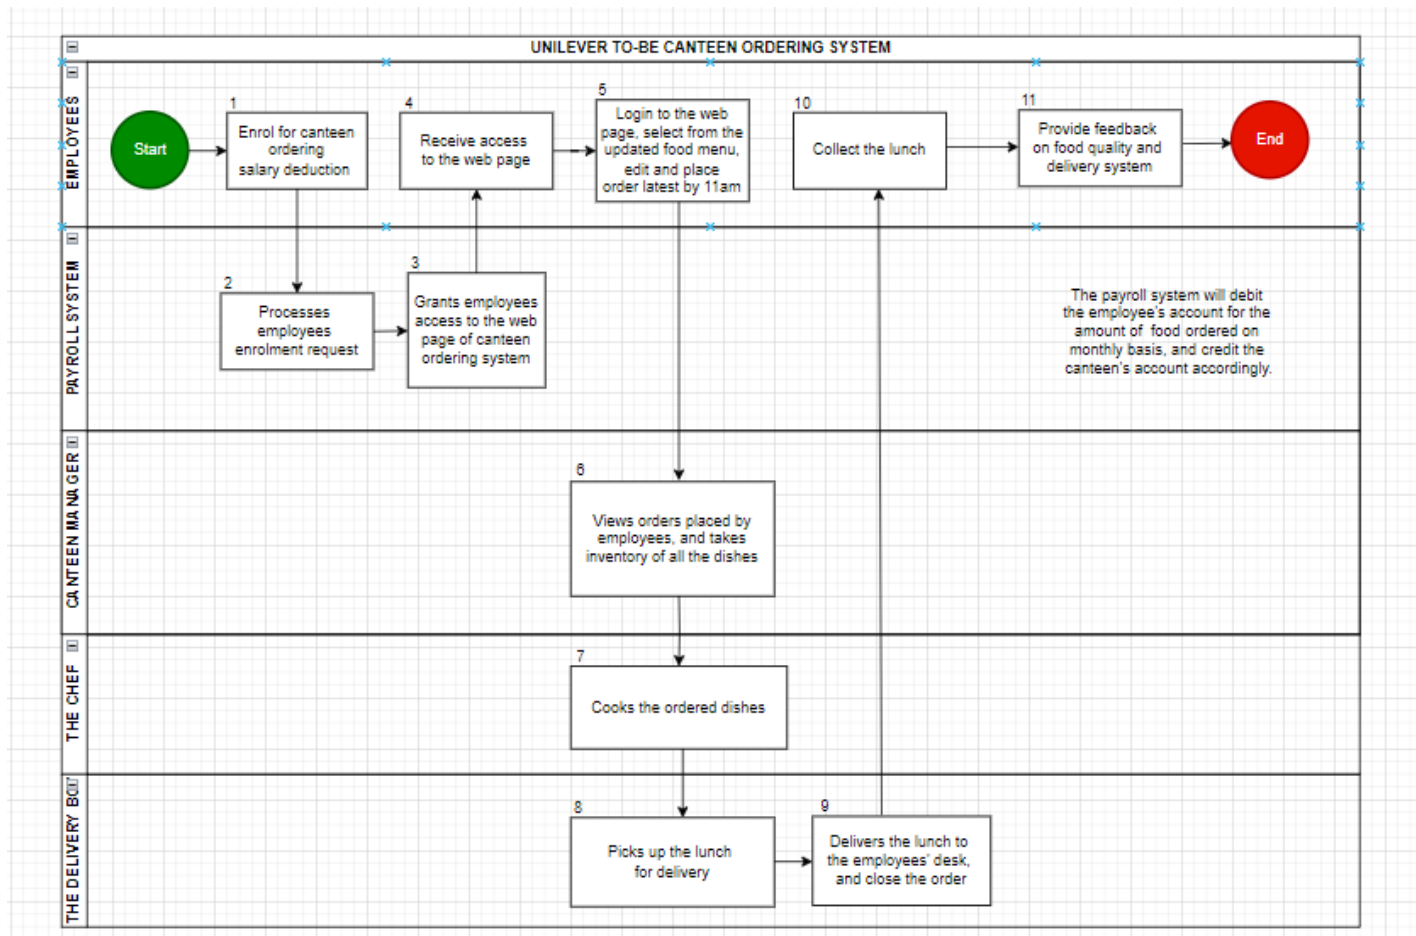 UNILEVER TO-BE CANTEEN ORDERING SYSTEM
EMPLOYEES
Start
1
Enrol for canteen
ordering
salary deduction
4
Receive access
to the web page
5
Login to the web
page, select from the
updated food menu,
edit and place
order latest by 11am
10
Collect the lunch
11
Provide feedback
on food quality and
delivery system
End
PAYROLL SYSTEM
2
Processes
employees
enrolment request
3
Grants employees
access to the web
page of canteen
ordering system
The payroll system will debit
the employee's account for the
amount of food ordered on
monthly basis, and credit the
canteen's account accordingly.
CANTEEN MANAGER
6
Views orders placed by
employees, and takes
inventory of all the dishes
THE CHEF
7
Cooks the ordered dishes
THE DELIVERY
8
Picks up the lunch
for delivery
9
Delivers the lunch to
the employees' desk,
and close the order